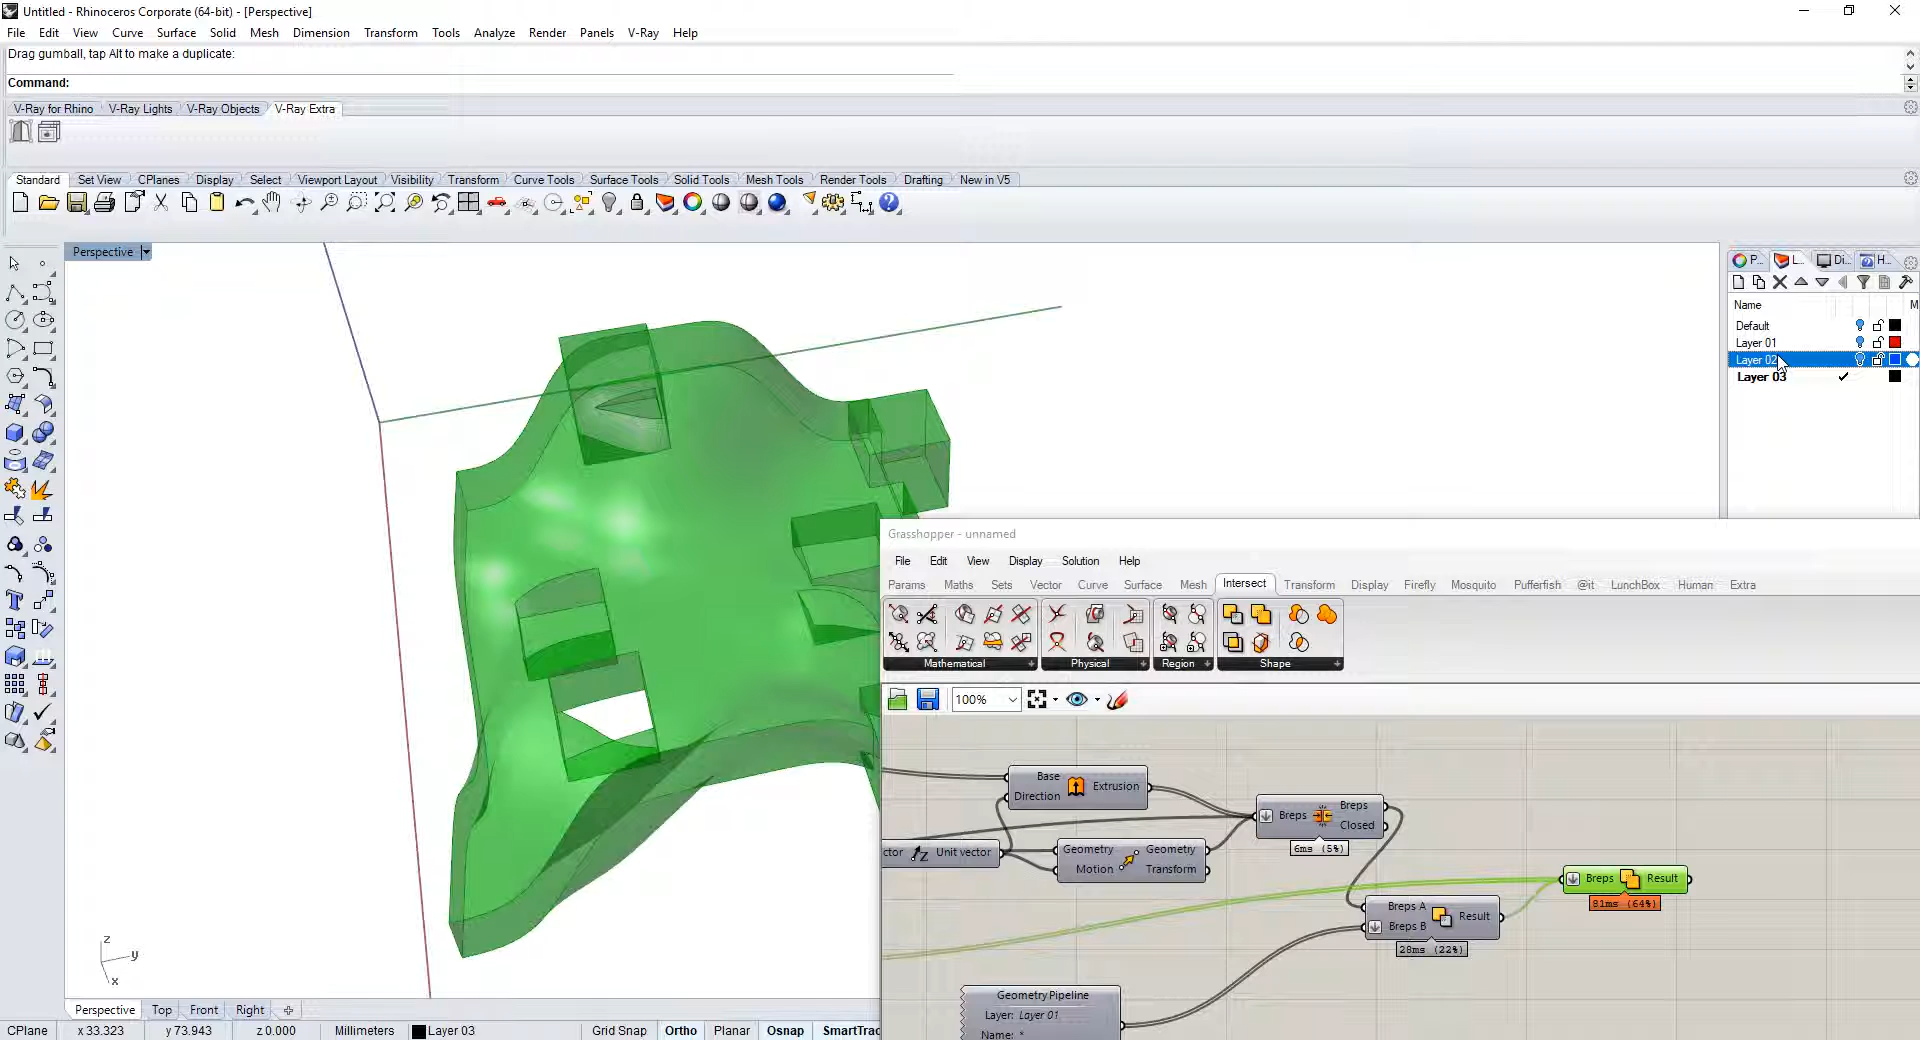 Untitled - Rhinoceros Corporate (64-bit) - [Perspective]
File Edit View Curve Surface Solid Mesh Dimension Transform Tools Analyze Render Panels V-Ray Help
Drag gumball, tap Alt to make a duplicate:
Command:
V-Ray for Rhino V-Ray Lights V-Ray Objects V-Ray Extra
Standard Set View CPlanes Display Select Viewport Layout Visibility Transform Curve Tools Surface Tools Solid Tools Mesh Tools Render Tools Drafting New in V5
Perspective
P... L... Di... H...
Name M
Default
Layer 01
Layer 02
Layer 03
Grasshopper - unnamed
File Edit View Display Solution Help
Params Maths Sets Vector Curve Surface Mesh Intersect Transform Display Firefly Mosquito Pufferfish @it LunchBox Human Extra
Mathematical Physical Region Shape
100%
Base
Direction
Extrusion
Breps
Breps
Closed
6ms (5%)
ctor Unit vector
Geometry
Motion
Geometry
Transform
Breps Result
81ms (64%)
Breps A
Breps B
Result
28ms (22%)
Geometry Pipeline
Layer: Layer 01
Name: *
z
y
x
Perspective Top Front Right
CPlane x 33.323 y 73.943 z 0.000 Millimeters Layer 03 Grid Snap Ortho Planar Osnap SmartTrac